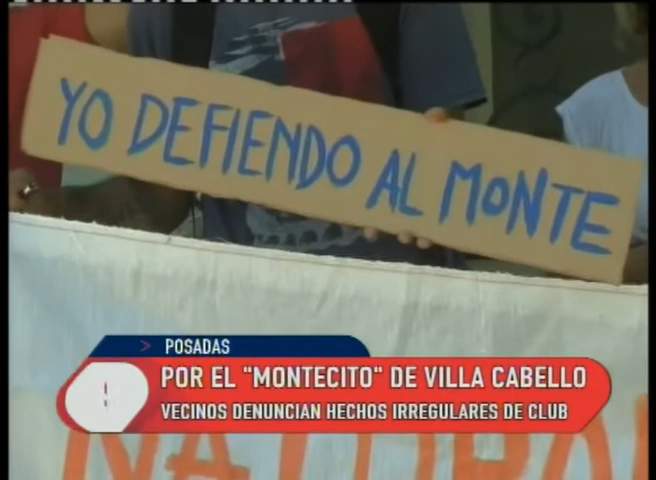 YO DEFIENDO AL MONTE
> POSADAS
POR EL "MONTECITO" DE VILLA CABELLO
VECINOS DENUNCIAN HECHOS IRREGULARES DE CLUB